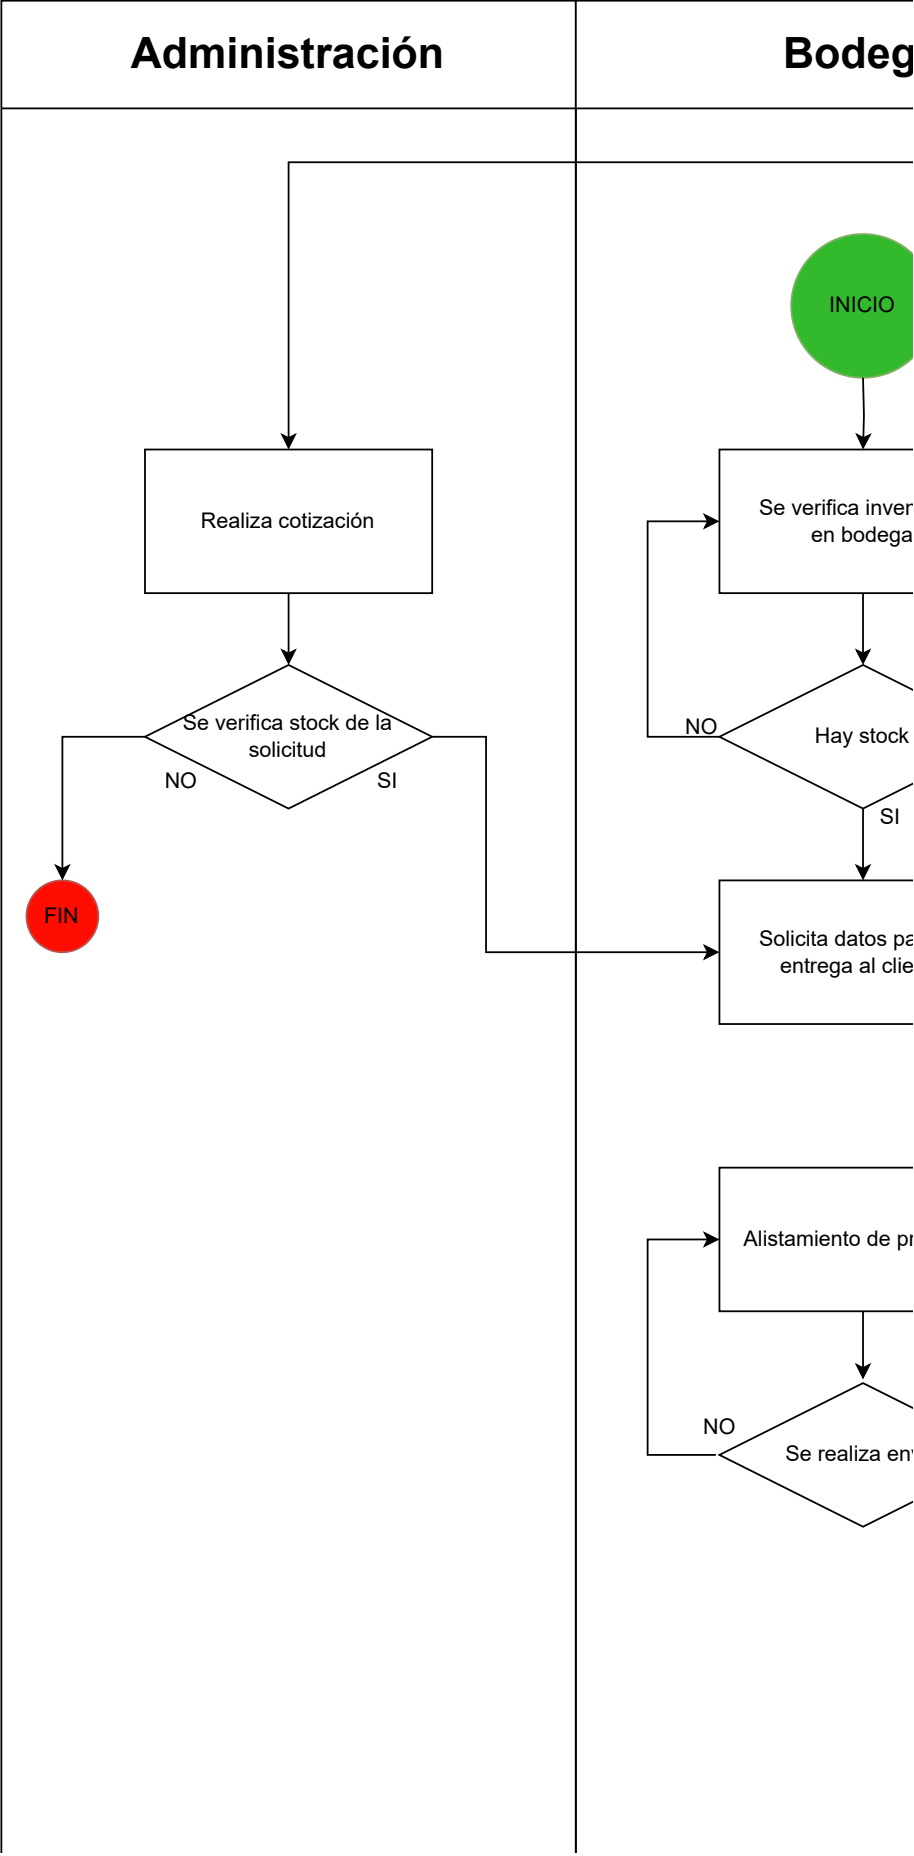 Administración
Bodeg
INICIO
Se verifica inven
en bodega
Realiza cotización
Se verifica stock de la
solicitud
NO
SI
NO
Hay stock
SI
FIN
Solicita datos pa
entrega al clie
Alistamiento de pr
NO
Se realiza env